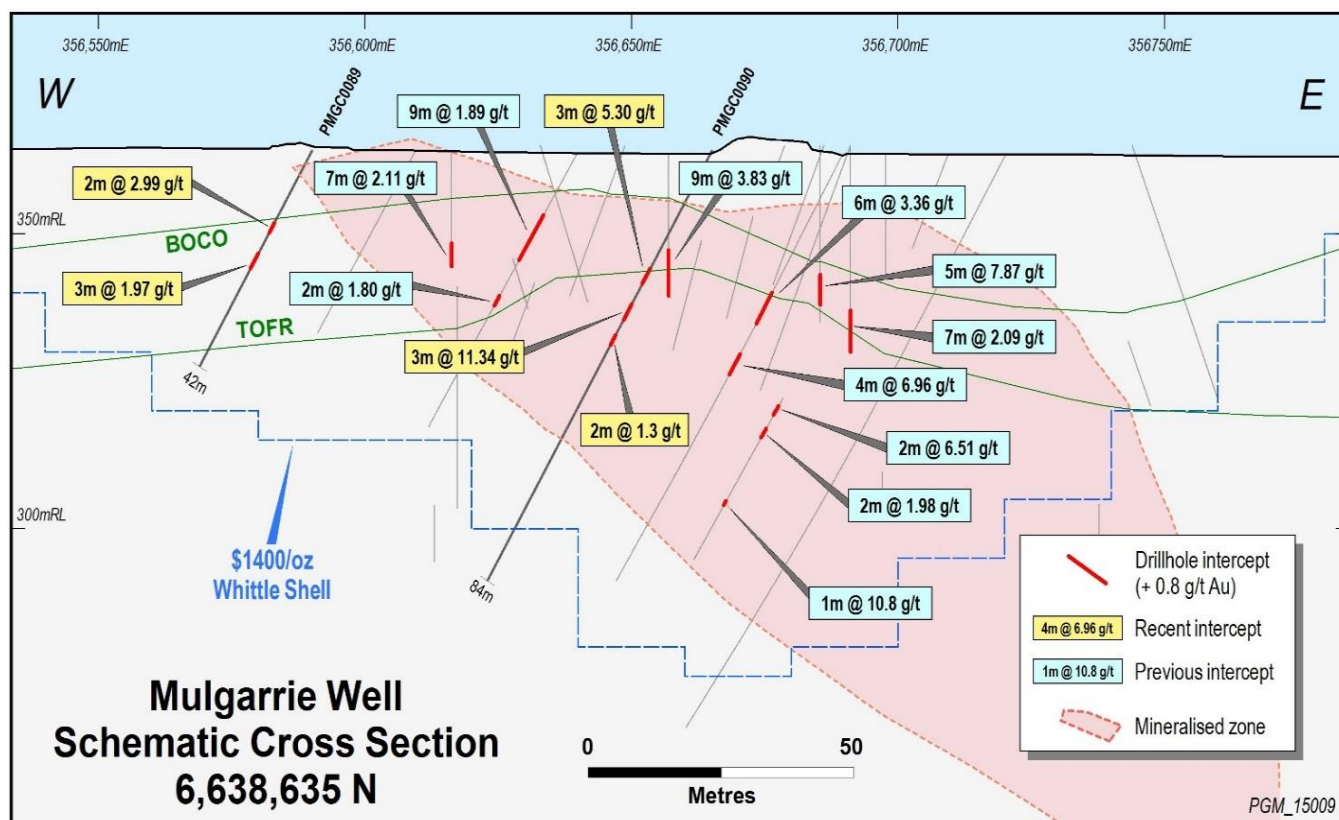 356,550mE
356,600mE
356,650mE
356,700mE
356750mE
W
E
PMGC0089
PMGC0090
9m @ 1.89 g/t
3m @ 5.30 g/t
2m @ 2.99 g/t
7m @ 2.11 g/t
9m @ 3.83 g/t
6m @ 3.36 g/t
350mRL
BOCO
3m @ 1.97 g/t
2m @ 1.80 g/t
5m @ 7.87 g/t
TOFR
7m @ 2.09 g/t
3m @ 11.34 g/t
42m
4m @ 6.96 g/t
2m @ 1.3 g/t
2m @ 6.51 g/t
2m @ 1.98 g/t
300mRL
$1400/oz
Whittle Shell
84m
1m @ 10.8 g/t
Drillhole intercept
(+ 0.8 g/t Au)
4m @ 6.96 g/t
Recent intercept
1m @ 10.8 g/t
Previous intercept
Mineralised zone
Mulgarrie Well
Schematic Cross Section
6,638,635 N
0
50
Metres
PGM_15009